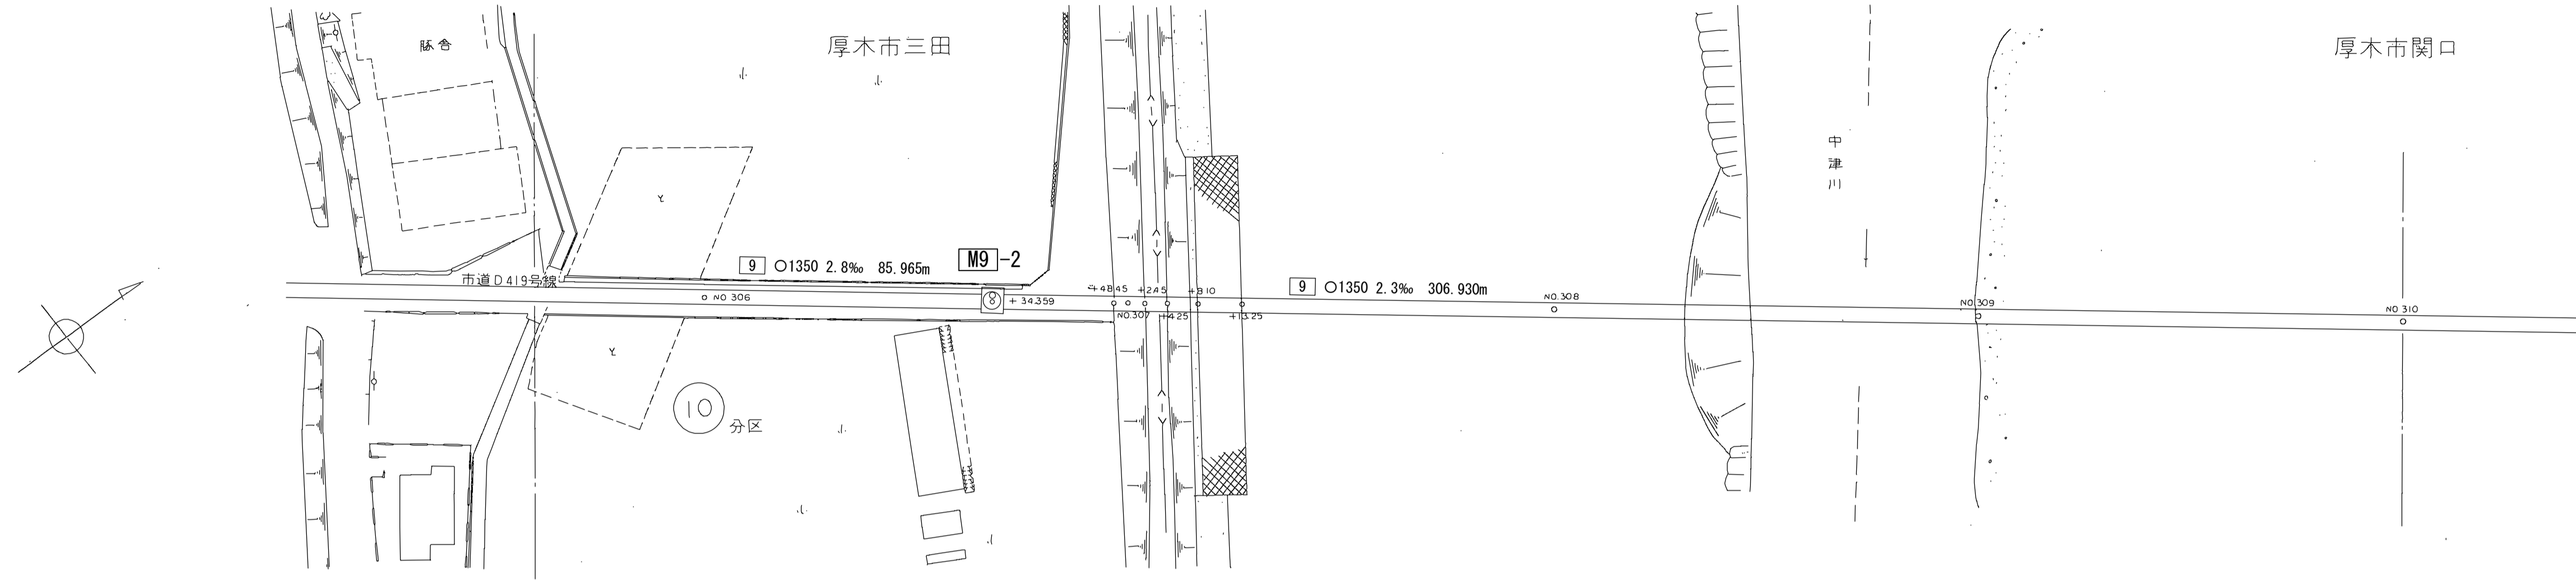 豚舎
厚木市三田
厚木市関口
中津川
市道D419号線
9 ○1350 2.8‰ 85.965m
M9-2
9 ○1350 2.3‰ 306.930m
NO 306
8
+34.359
+48.45
+2.45
+8.10
NO.307
+4.25
+13.25
NO.308
NO.309
NO 310
10 分区